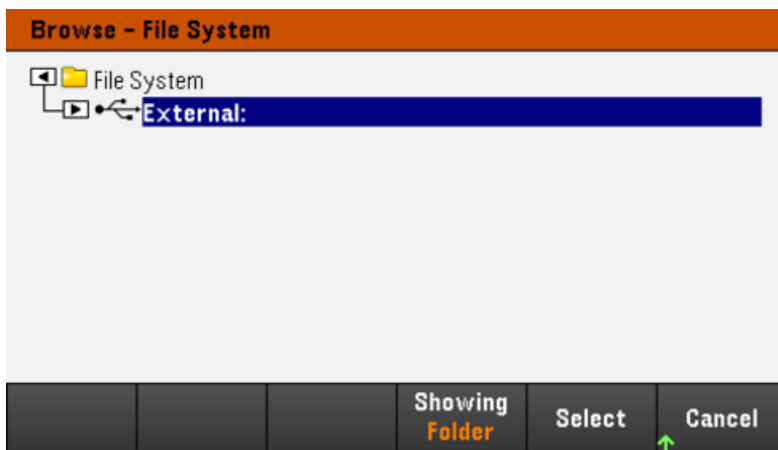 Browse - File System
File System
External:
Showing
Folder
Select
Cancel